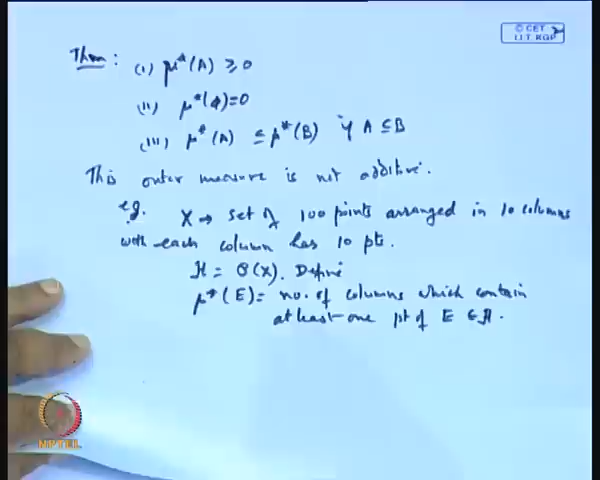 © CET
I.I.T. KGP
Thm : (i) μ*(A) ≥ 0
(ii) μ*(φ)=0
(iii) μ*(A) ≤ μ*(B) if A ⊆ B
This outer measure is not additive.
eg. X → set of 100 points arranged in 10 columns
with each column has 10 pts.
H = P(X). Define
μ*(E) = no. of columns which contain
at least one pt of E ∈ H.
NPTEL